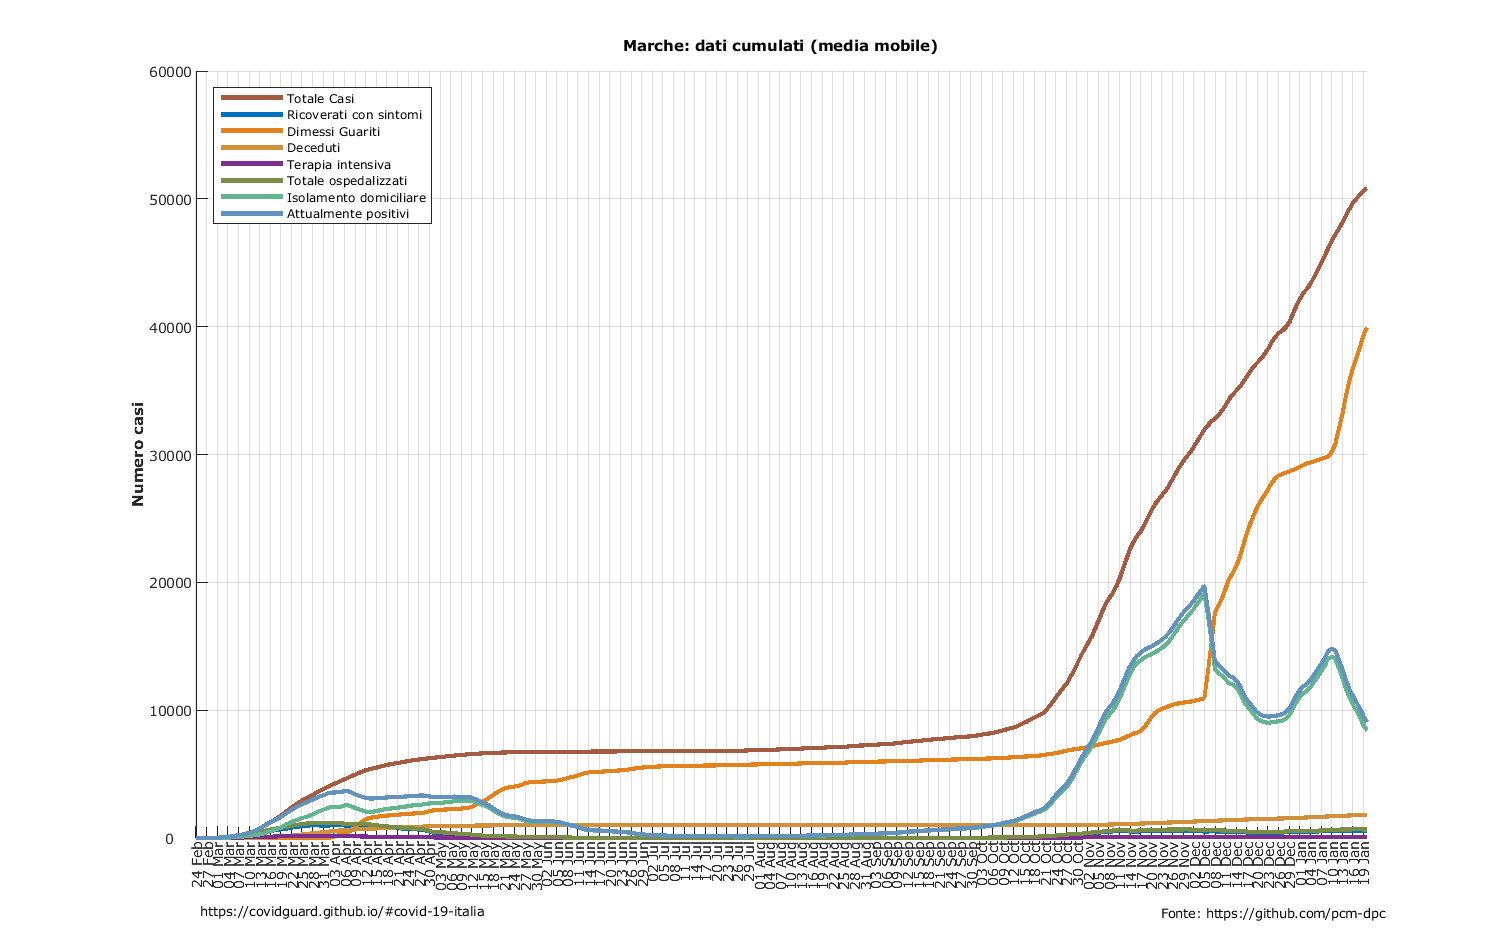 Marche: dati cumulati (media mobile)
60000
50000
40000
30000
20000
10000
0
Numero casi
Totale Casi
Ricoverati con sintomi
Dimessi Guariti
Deceduti
Terapia intensiva
Totale ospedalizzati
Isolamento domiciliare
Attualmente positivi
24 Feb
27 Feb
01 Mar
04 Mar
07 Mar
10 Mar
13 Mar
16 Mar
19 Mar
22 Mar
25 Mar
28 Mar
31 Mar
03 Apr
06 Apr
09 Apr
12 Apr
15 Apr
18 Apr
21 Apr
24 Apr
27 Apr
30 Apr
03 May
06 May
09 May
12 May
15 May
18 May
21 May
24 May
27 May
30 May
02 Jun
05 Jun
08 Jun
11 Jun
14 Jun
17 Jun
20 Jun
23 Jun
26 Jun
29 Jun
02 Jul
05 Jul
08 Jul
11 Jul
14 Jul
17 Jul
20 Jul
23 Jul
26 Jul
29 Jul
01 Aug
04 Aug
07 Aug
10 Aug
13 Aug
16 Aug
19 Aug
22 Aug
25 Aug
28 Aug
31 Aug
03 Sep
06 Sep
09 Sep
12 Sep
15 Sep
18 Sep
21 Sep
24 Sep
27 Sep
30 Sep
03 Oct
06 Oct
09 Oct
12 Oct
15 Oct
18 Oct
21 Oct
24 Oct
27 Oct
30 Oct
02 Nov
05 Nov
08 Nov
11 Nov
14 Nov
17 Nov
20 Nov
23 Nov
26 Nov
29 Nov
02 Dec
05 Dec
08 Dec
11 Dec
14 Dec
17 Dec
20 Dec
23 Dec
26 Dec
29 Dec
01 Jan
04 Jan
07 Jan
10 Jan
13 Jan
16 Jan
19 Jan
https://covidguard.github.io/#covid-19-italia
Fonte: https://github.com/pcm-dpc